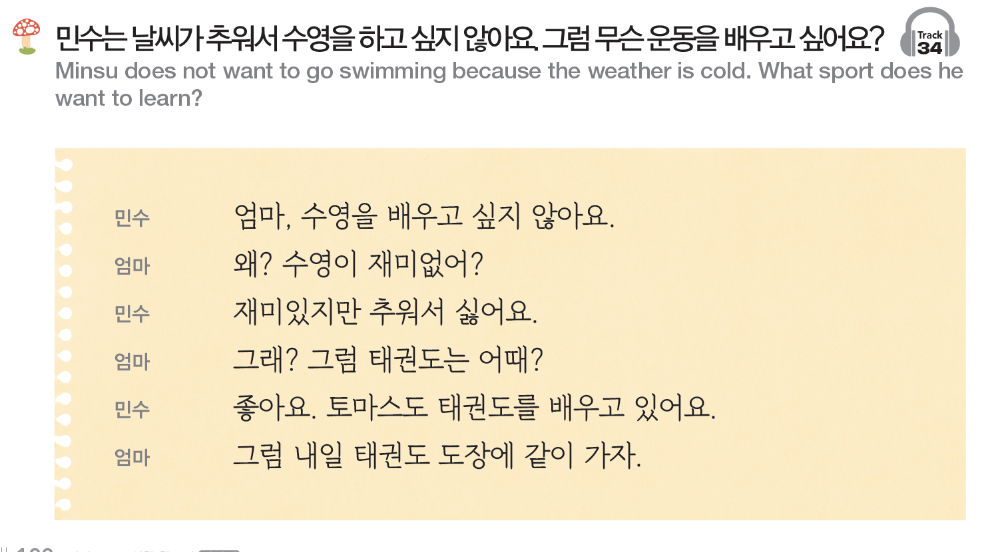 민수는 날씨가 추워서 수영을 하고 싶지 않아요. 그럼 무슨 운동을 배우고 싶어요?
Track
34
Minsu does not want to go swimming because the weather is cold. What sport does he
want to learn?
민수 엄마, 수영을 배우고 싶지 않아요.
엄마 왜? 수영이 재미없어?
민수 재미있지만 추워서 싫어요.
엄마 그래? 그럼 태권도는 어때?
민수 좋아요. 토마스도 태권도를 배우고 있어요.
엄마 그럼 내일 태권도 도장에 같이 가자.